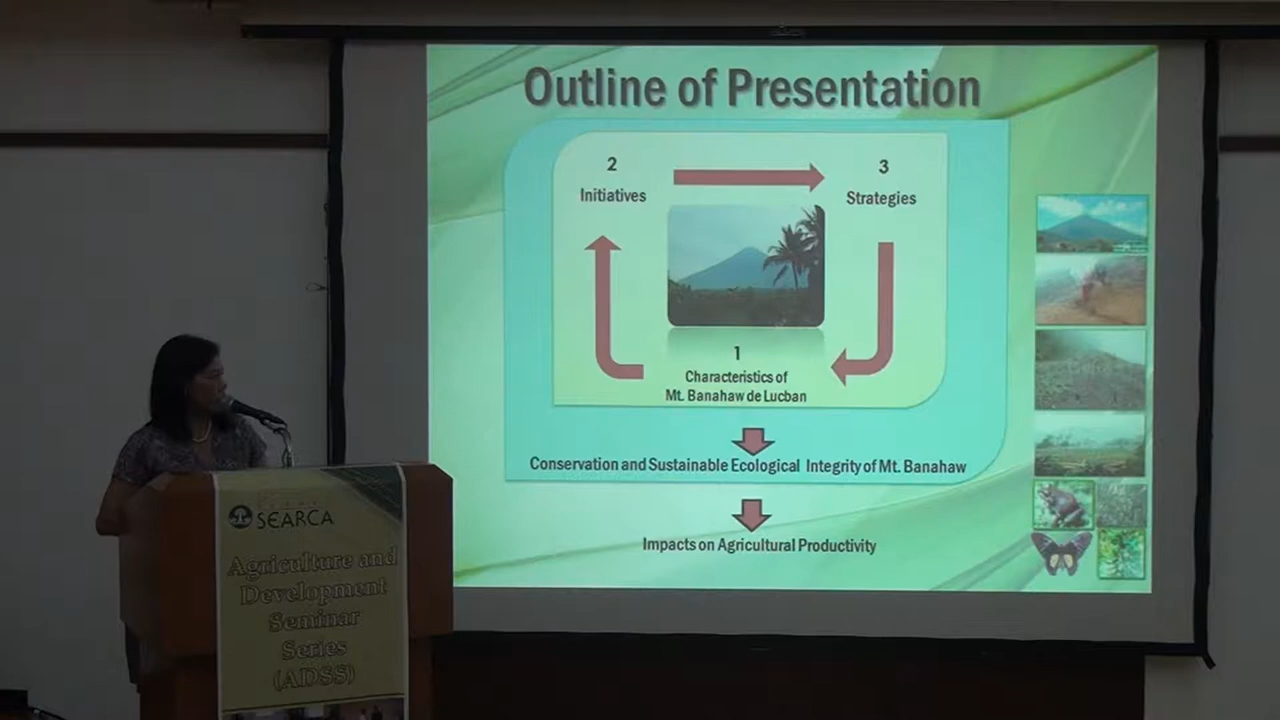 Outline of Presentation
2
Initiatives
3
Strategies
1
Characteristics of
Mt. Banahaw de Lucban
Conservation and Sustainable Ecological Integrity of Mt. Banahaw
Impacts on Agricultural Productivity
SEARCA
Agriculture and
Development
Seminar
Series
(ADSS)